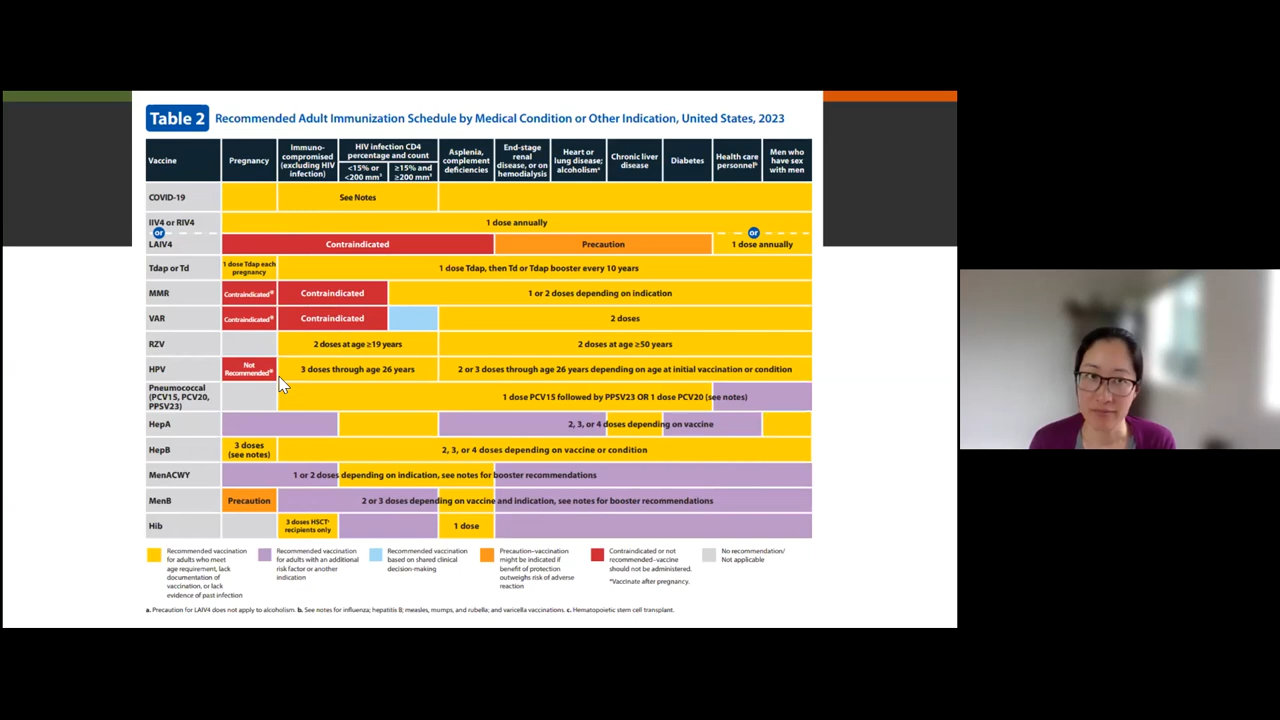 Table 2 Recommended Adult Immunization Schedule by Medical Condition or Other Indication, United States, 2023
Vaccine
Pregnancy
Immuno-
compromised
(excluding HIV
infection)
HIV infection CD4
percentage and count
<15% or
<200 mm³
≥15% and
≥200 mm³
Asplenia,
complement
deficiencies
End-stage
renal
disease, or on
hemodialysis
Heart or
lung disease;
alcoholismᵃ
Chronic liver
disease
Diabetes
Health care
personnelᵇ
Men who
have sex
with men
COVID-19
See Notes
IIV4 or RIV4
1 dose annually
or
or
LAIV4
Contraindicated
Precaution
1 dose annually
Tdap or Td
1 dose Tdap each
pregnancy
1 dose Tdap, then Td or Tdap booster every 10 years
MMR
Contraindicated*
Contraindicated
1 or 2 doses depending on indication
VAR
Contraindicated*
Contraindicated
2 doses
RZV
2 doses at age ≥19 years
2 doses at age ≥50 years
HPV
Not
Recommended*
3 doses through age 26 years
2 or 3 doses through age 26 years depending on age at initial vaccination or condition
Pneumococcal
(PCV15, PCV20,
PPSV23)
1 dose PCV15 followed by PPSV23 OR 1 dose PCV20 (see notes)
HepA
2, 3, or 4 doses depending on vaccine
HepB
3 doses
(see notes)
2, 3, or 4 doses depending on vaccine or condition
MenACWY
1 or 2 doses depending on indication, see notes for booster recommendations
MenB
Precaution
2 or 3 doses depending on vaccine and indication, see notes for booster recommendations
Hib
3 doses HSCTᶜ
recipients only
1 dose
Recommended vaccination
for adults who meet
age requirement, lack
documentation of
vaccination, or lack
evidence of past infection
Recommended vaccination
for adults with an additional
risk factor or another
indication
Recommended vaccination
based on shared clinical
decision-making
Precaution–vaccination
might be indicated if
benefit of protection
outweighs risk of adverse
reaction
Contraindicated or not
recommended–vaccine
should not be administered.
*Vaccinate after pregnancy.
No recommendation/
Not applicable
a. Precaution for LAIV4 does not apply to alcoholism. b. See notes for influenza; hepatitis B; measles, mumps, and rubella; and varicella vaccinations. c. Hematopoietic stem cell transplant.